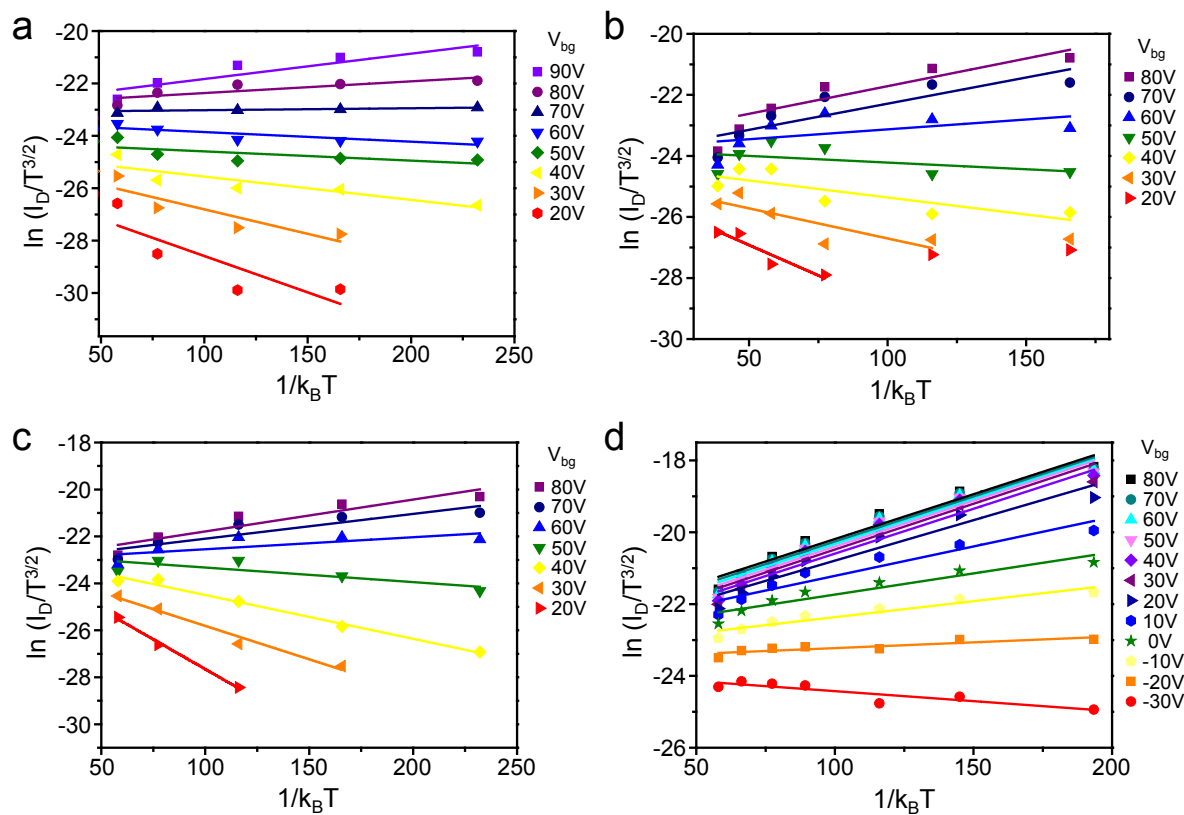 a
-20
-22
-24
-26
-28
-30
50
100
150
200
250
ln (I_D/T^3/2)
1/k_BT
V_bg
90V
80V
70V
60V
50V
40V
30V
20V
b
-20
-22
-24
-26
-28
-30
50
100
150
ln (I_D/T^3/2)
1/k_BT
V_bg
80V
70V
60V
50V
40V
30V
20V
c
-18
-20
-22
-24
-26
-28
-30
50
100
150
200
250
ln (I_D/T^3/2)
1/k_BT
V_bg
80V
70V
60V
50V
40V
30V
20V
d
-18
-20
-22
-24
-26
50
100
150
200
ln (I_D/T^3/2)
1/k_BT
V_bg
80V
70V
60V
50V
40V
30V
20V
10V
0V
-10V
-20V
-30V